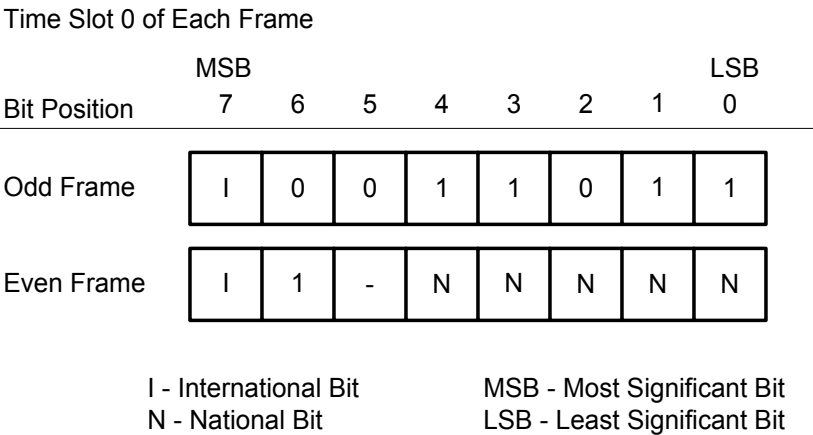 Time Slot 0 of Each Frame
MSB LSB
Bit Position 7 6 5 4 3 2 1 0
Odd Frame I 0 0 1 1 0 1 1
Even Frame I 1 - N N N N N
I - International Bit MSB - Most Significant Bit
N - National Bit LSB - Least Significant Bit